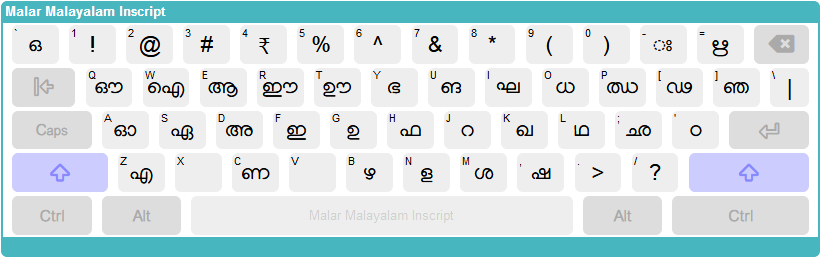 Malar Malayalam Inscript
` ഒ 1 ! 2 @ 3 # 4 ₹ 5 % 6 ^ 7 & 8 * 9 ( 0 ) - ഃ = ഋ
Q ഔ W ഐ E ആ R ഈ T ഊ Y ഭ U ങ I ഘ O ധ P ഝ [ ഢ ] ഞ \ |
Caps A ഓ S ഏ D അ F ഇ G ഉ H ഫ J റ K ഖ L ഥ ; ഛ ' ഠ
Z എ X C ണ V B ഴ N ള M ശ , ഷ . > / ?
Ctrl Alt Malar Malayalam Inscript Alt Ctrl